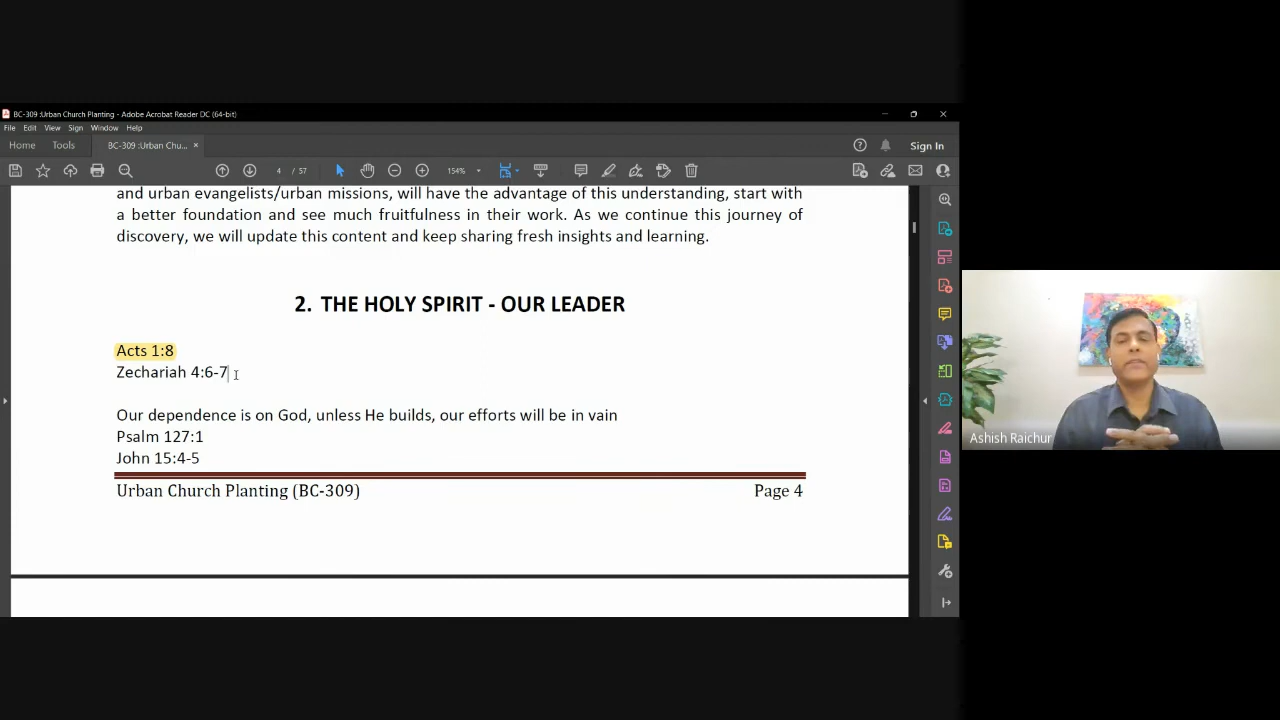 BC-309 :Urban Church Planting - Adobe Acrobat Reader DC (64-bit)
File Edit View Sign Window Help
Home Tools BC-309 :Urban Chu... × Sign In
4 / 57 154%
and urban evangelists/urban missions, will have the advantage of this understanding, start with
a better foundation and see much fruitfulness in their work. As we continue this journey of
discovery, we will update this content and keep sharing fresh insights and learning.
2. THE HOLY SPIRIT - OUR LEADER
Acts 1:8
Zechariah 4:6-7
Our dependence is on God, unless He builds, our efforts will be in vain
Psalm 127:1
John 15:4-5
Urban Church Planting (BC-309) Page 4
Ashish Raichur